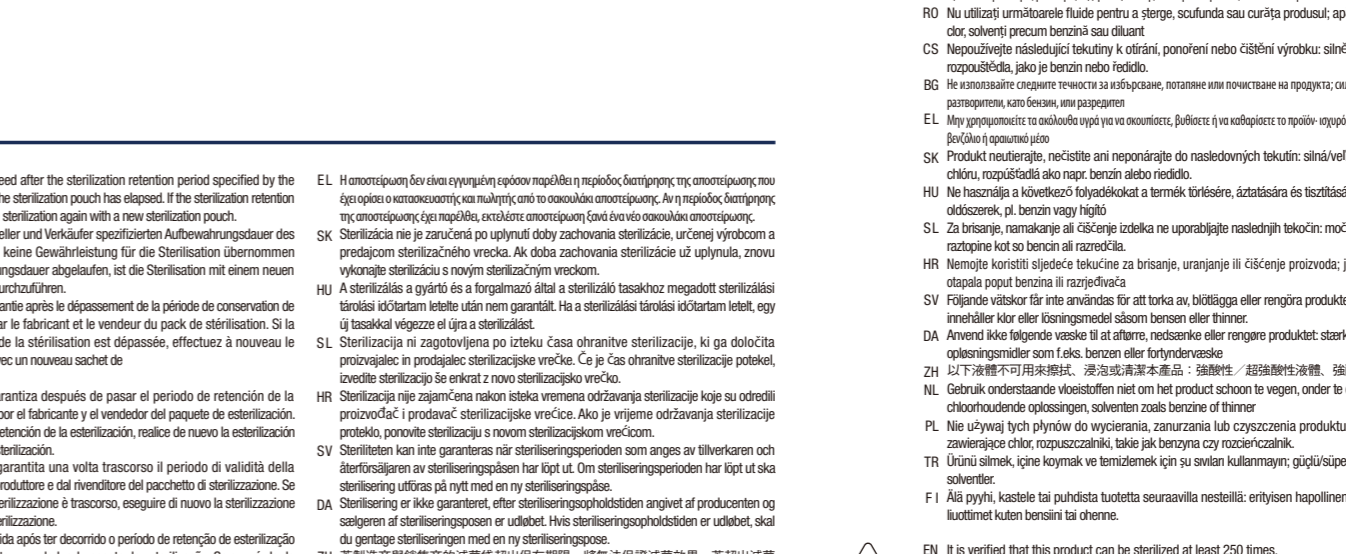 eed after the sterilization retention period specified by the
he sterilization pouch has elapsed. If the sterilization retention
sterilization again with a new sterilization pouch.
eller und Verkäufer spezifizierten Aufbewahrungsdauer des
keine Gewährleistung für die Sterilisation übernommen
ngsdauer abgelaufen, ist die Sterilisation mit einem neuen
urchzuführen.
antie après le dépassement de la période de conservation de
ar le fabricant et le vendeur du pack de stérilisation. Si la
de la stérilisation est dépassée, effectuez à nouveau le
vec un nouveau sachet de
rantiza después de pasar el periodo de retención de la
por el fabricante y el vendedor del paquete de esterilización.
etención de la esterilización, realice de nuevo la esterilización
sterilización.
garantita una volta trascorso il periodo di validità della
roduttore e dal rivenditore del pacchetto di sterilizzazione. Se
erilizzazione è trascorso, eseguire di nuovo la sterilizzazione
erilizzazione.
ida após ter decorrido o período de retenção de esterilização
EL Η αποστείρωση δεν είναι εγγυημένη εφόσον παρέλθει η περίοδος διατήρησης της αποστείρωσης που
έχει ορίσει ο κατασκευαστής και πωλητής από το σακουλάκι αποστείρωσης. Αν η περίοδος διατήρησης
της αποστείρωσης έχει παρέλθει, εκτελέστε αποστείρωση ξανά ένα νέο σακουλάκι αποστείρωσης.
SK Sterilizácia nie je zaručená po uplynutí doby zachovania sterilizácie, určenej výrobcom a
predajcom sterilizačného vrecka. Ak doba zachovania sterilizácie už uplynula, znovu
vykonajte sterilizáciu s novým sterilizačným vreckom.
HU A sterilizálás a gyártó és a forgalmazó által a sterilizáló tasakhoz megadott sterilizálási
tárolási időtartam letelte után nem garantált. Ha a sterilizálási tárolási időtartam letelt, egy
új tasakkal végezze el újra a sterilizálást.
SL Sterilizacija ni zagotovljena po izteku časa ohranitve sterilizacije, ki ga določita
proizvajalec in prodajalec sterilizacijske vrečke. Če je čas ohranitve sterilizacije potekel,
izvedite sterilizacijo še enkrat z novo sterilizacijsko vrečko.
HR Sterilizacija nije zajamčena nakon isteka vremena održavanja sterilizacije koje su odredili
proizvođač i prodavač sterilizacijske vrećice. Ako je vrijeme održavanja sterilizacije
proteklo, ponovite sterilizaciju s novom sterilizacijskom vrećicom.
SV Steriliteten kan inte garanteras när steriliseringsperioden som anges av tillverkaren och
återförsäljaren av steriliseringspåsen har löpt ut. Om steriliseringsperioden har löpt ut ska
sterilisering utföras på nytt med en ny steriliseringspåse.
DA Sterilisering er ikke garanteret, efter steriliseringsopholdstiden angivet af producenten og
sælgeren af steriliseringsposen er udløbet. Hvis steriliseringsopholdstiden er udløbet, skal
du gentage steriliseringen med en ny steriliseringspose.
RO Nu utilizați următoarele fluide pentru a șterge, scufunda sau curăța produsul; ap
clor, solvenți precum benzină sau diluant
CS Nepoužívejte následující tekutiny k otírání, ponoření nebo čištění výrobku: silně
rozpouštědla, jako je benzin nebo ředidlo.
BG Не използвайте следните течности за избърсване, потапяне или почистване на продукта; сил
разтворители, като бензин, или разредител
EL Μην χρησιμοποιείτε τα ακόλουθα υγρά για να σκουπίσετε, βυθίσετε ή να καθαρίσετε το προϊόν- ισχυρό
βενζόλιο ή αραιωτικό μέσο
SK Produkt neutierajte, nečistite ani neponárajte do nasledovných tekutín: silná/veľ
chlóru, rozpúšťadlá ako napr. benzín alebo riedidlo.
HU Ne használja a következő folyadékokat a termék törlésére, áztatására és tisztításá
oldószerek, pl. benzin vagy hígító
SL Za brisanje, namakanje ali čiščenje izdelka ne uporabljajte naslednjih tekočin: moč
raztopine kot so bencin ali razredčila.
HR Nemojte koristiti sljedeće tekućine za brisanje, uranjanje ili čišćenje proizvoda; j
otapala poput benzina ili razrjeđivača
SV Följande vätskor får inte användas för att torka av, blötlägga eller rengöra produkte
innehåller klor eller lösningsmedel såsom bensen eller thinner.
DA Anvend ikke følgende væske til at aftørre, nedsænke eller rengøre produktet: stærk
opløsningsmidler som f.eks. benzen eller fortyndervæske
ZH 以下液體不可用來擦拭、浸泡或清潔本產品：強酸性／超強酸性液體、強
NL Gebruik onderstaande vloeistoffen niet om het product schoon te vegen, onder te
chloorhoudende oplossingen, solventen zoals benzine of thinner
PL Nie używaj tych płynów do wycierania, zanurzania lub czyszczenia produktu
zawierające chlor, rozpuszczalniki, takie jak benzyna czy rozcieńczalnik.
TR Ürünü silmek, içine koymak ve temizlemek için şu sıvıları kullanmayın; güçlü/süpe
solventler.
FI Älä pyyhi, kastele tai puhdista tuotetta seuraavilla nesteillä: erityisen hapollinen
liuottimet kuten bensiini tai ohenne.
EN It is verified that this product can be sterilized at least 250 times.